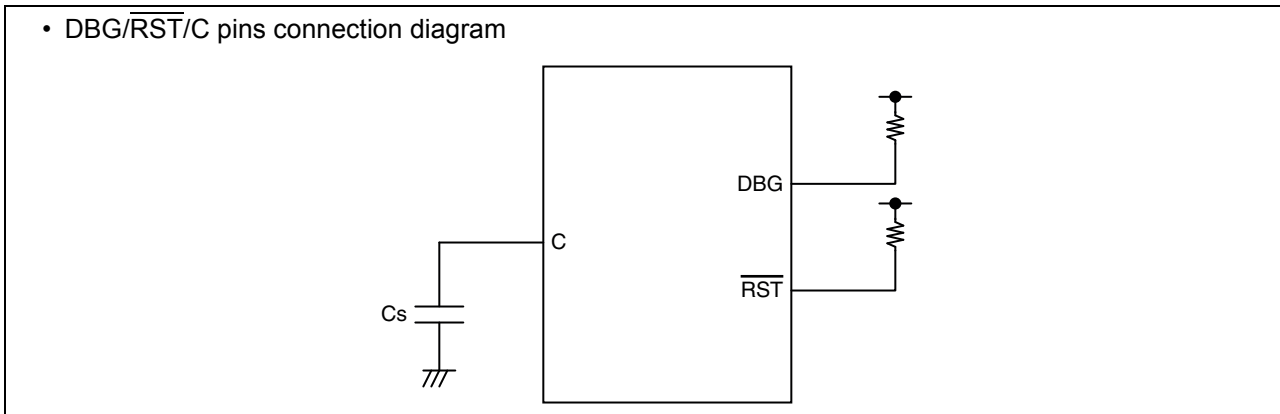 • DBG/RST/C pins connection diagram
DBG
C
RST
Cs